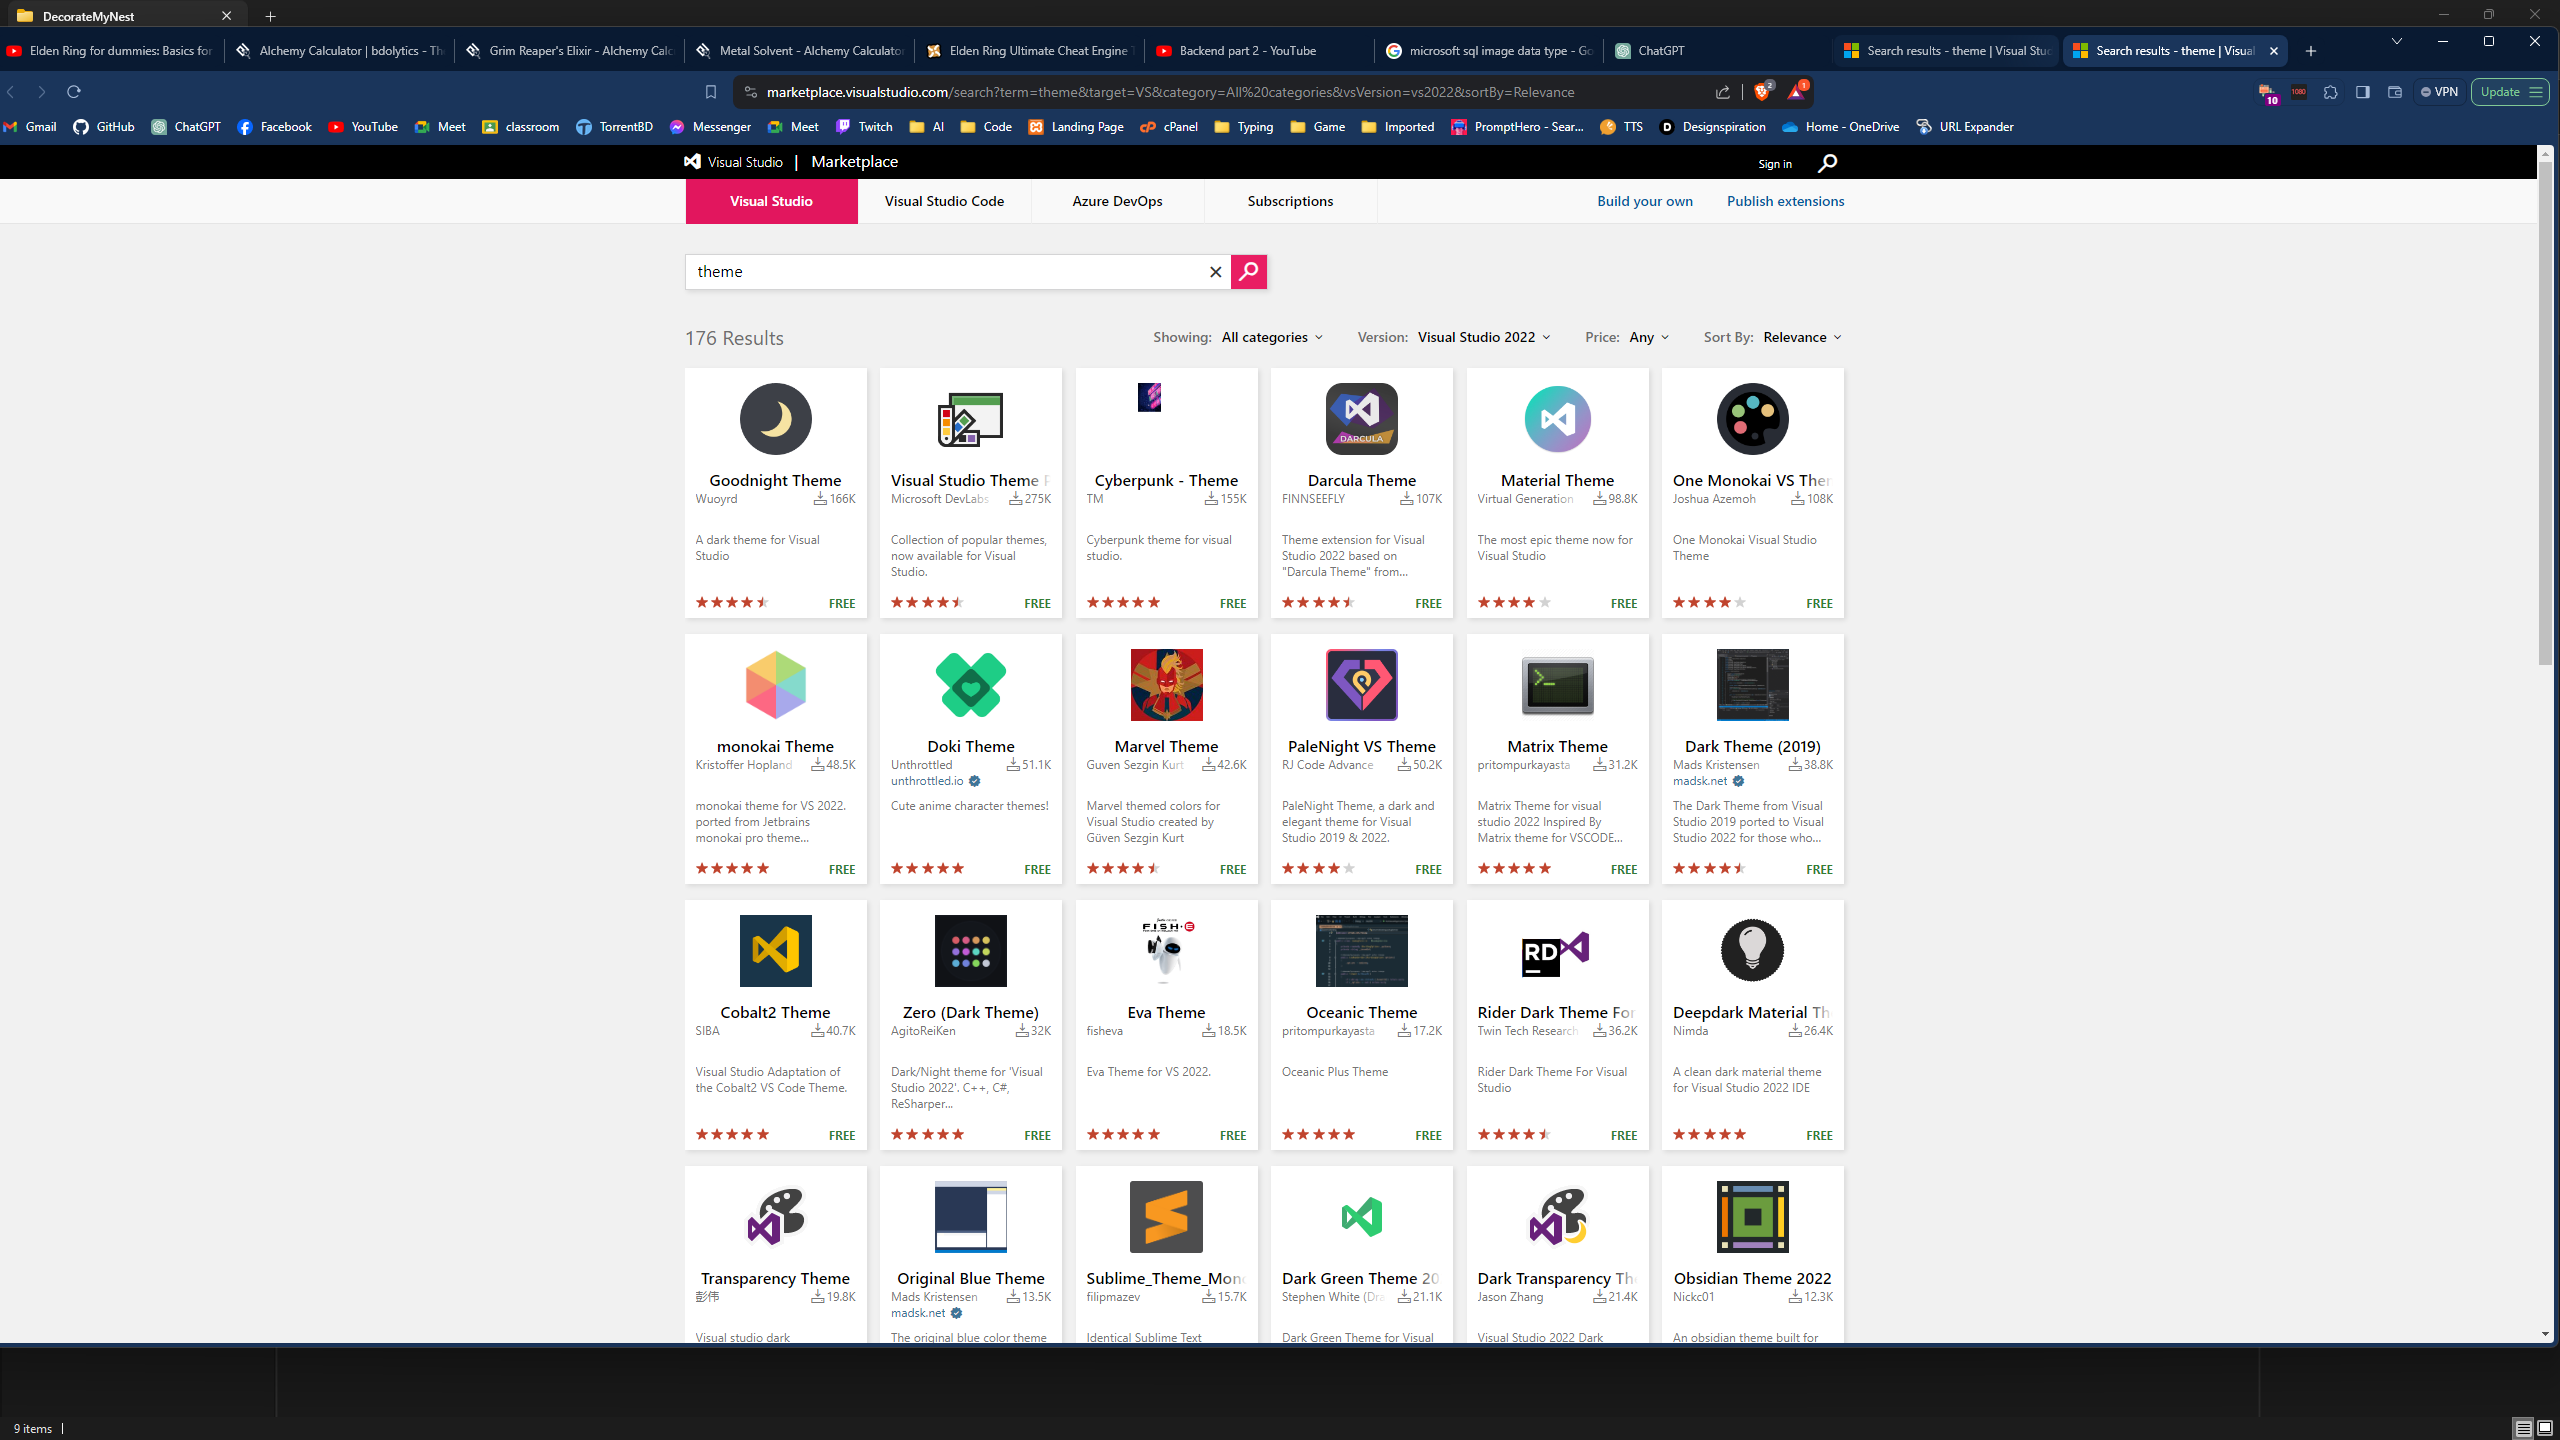 DecorateMyNest
Elden Ring for dummies: Basics for
Alchemy Calculator | bdolytics - The
Grim Reaper's Elixir - Alchemy Calc
Metal Solvent - Alchemy Calculator
Elden Ring Ultimate Cheat Engine T
Backend part 2 - YouTube
microsoft sql image data type - Go
ChatGPT
Search results - theme | Visual Stud
Search results - theme | Visual
marketplace.visualstudio.com/search?term=theme&target=VS&category=All%20categories&vsVersion=vs2022&sortBy=Relevance
2
1
10
1080
VPN
Update
Gmail GitHub ChatGPT Facebook YouTube Meet classroom TorrentBD Messenger Meet Twitch AI Code Landing Page cPanel Typing Game Imported PromptHero - Sear... TTS Designspiration Home - OneDrive URL Expander
Visual Studio | Marketplace
Sign in
Visual Studio Visual Studio Code Azure DevOps Subscriptions Build your own Publish extensions
theme
176 Results
Showing: All categories Version: Visual Studio 2022 Price: Any Sort By: Relevance
Goodnight Theme
Wuoyrd 166K
A dark theme for Visual
Studio
FREE
Visual Studio Theme P
Microsoft DevLabs 275K
Collection of popular themes,
now available for Visual
Studio.
FREE
Cyberpunk - Theme
TM 155K
Cyberpunk theme for visual
studio.
FREE
DARCULA
Darcula Theme
FINNSEEFLY 107K
Theme extension for Visual
Studio 2022 based on
"Darcula Theme" from...
FREE
Material Theme
Virtual Generation 98.8K
The most epic theme now for
Visual Studio
FREE
One Monokai VS Them
Joshua Azemoh 108K
One Monokai Visual Studio
Theme
FREE
monokai Theme
Kristoffer Hopland 48.5K
monokai theme for VS 2022.
ported from Jetbrains
monokai pro theme...
FREE
Doki Theme
Unthrottled 51.1K
unthrottled.io
Cute anime character themes!
FREE
Marvel Theme
Guven Sezgin Kurt 42.6K
Marvel themed colors for
Visual Studio created by
Güven Sezgin Kurt
FREE
PaleNight VS Theme
RJ Code Advance 50.2K
PaleNight Theme, a dark and
elegant theme for Visual
Studio 2019 & 2022.
FREE
Matrix Theme
pritompurkayasta 31.2K
Matrix Theme for visual
studio 2022 Inspired By
Matrix theme for VSCODE...
FREE
Dark Theme (2019)
Mads Kristensen 38.8K
madsk.net
The Dark Theme from Visual
Studio 2019 ported to Visual
Studio 2022 for those who...
FREE
Cobalt2 Theme
SIBA 40.7K
Visual Studio Adaptation of
the Cobalt2 VS Code Theme.
FREE
Zero (Dark Theme)
AgitoReiKen 32K
Dark/Night theme for 'Visual
Studio 2022'. C++, C#,
ReSharper...
FREE
FISH-E
Eva Theme
fisheva 18.5K
Eva Theme for VS 2022.
FREE
Oceanic Theme
pritompurkayasta 17.2K
Oceanic Plus Theme
FREE
RD
Rider Dark Theme For
Twin Tech Research 36.2K
Rider Dark Theme For Visual
Studio
FREE
Deepdark Material Th
Nimda 26.4K
A clean dark material theme
for Visual Studio 2022 IDE
FREE
Transparency Theme
彭伟 19.8K
Visual studio dark
Original Blue Theme
Mads Kristensen 13.5K
madsk.net
The original blue color theme
Sublime_Theme_Mono
filipmazev 15.7K
Identical Sublime Text
Dark Green Theme 20
Stephen White (Dra 21.1K
Dark Green Theme for Visual
Dark Transparency Th
Jason Zhang 21.4K
Visual Studio 2022 Dark
Obsidian Theme 2022
Nickc01 12.3K
An obsidian theme built for
9 items